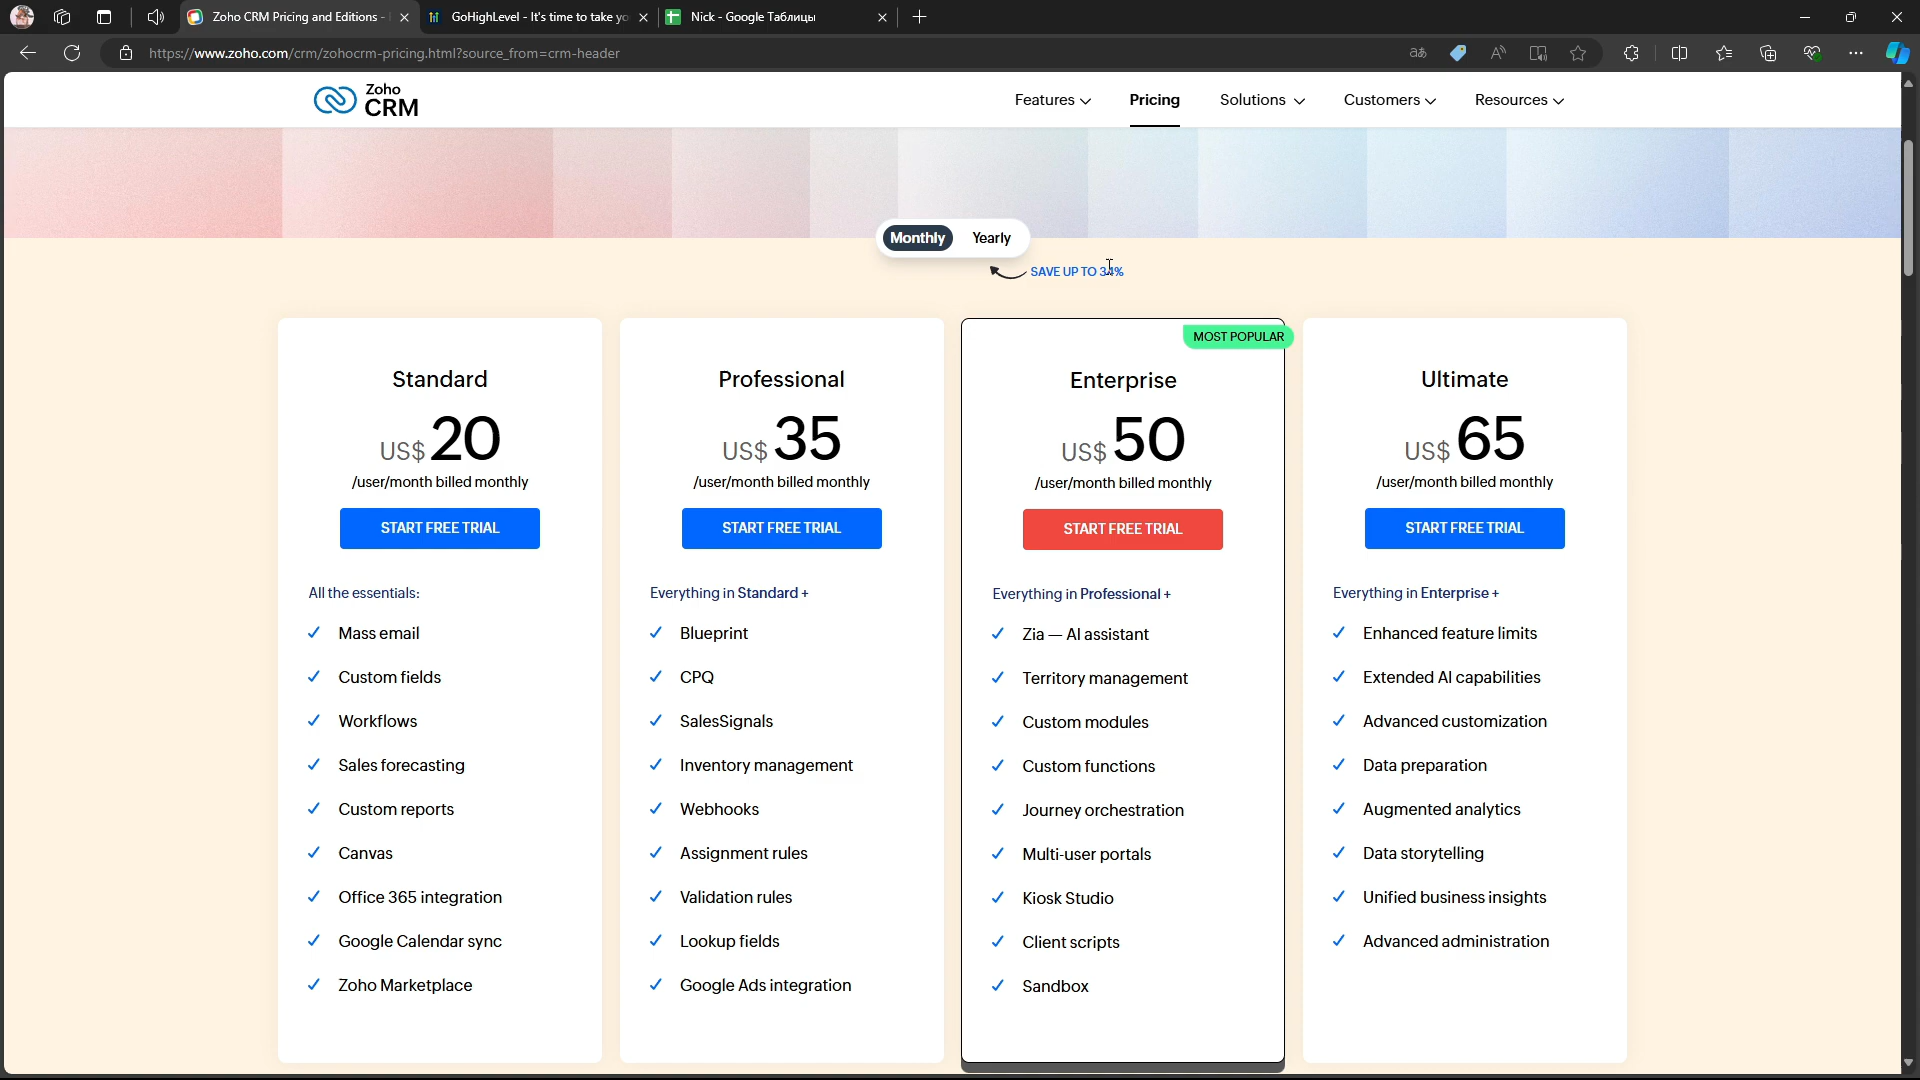 Zoho CRM Pricing and Editions -
GoHighLevel - It's time to take yo
Nick - Google Таблицы
https://www.zoho.com/crm/zohocrm-pricing.html?source_from=crm-header
Zoho
CRM
Features
Pricing
Solutions
Customers
Resources
Monthly
Yearly
SAVE UP TO 34%
MOST POPULAR
Standard
US$ 20
/user/month billed monthly
START FREE TRIAL
All the essentials:
Mass email
Custom fields
Workflows
Sales forecasting
Custom reports
Canvas
Office 365 integration
Google Calendar sync
Zoho Marketplace
Professional
US$ 35
/user/month billed monthly
START FREE TRIAL
Everything in Standard +
Blueprint
CPQ
SalesSignals
Inventory management
Webhooks
Assignment rules
Validation rules
Lookup fields
Google Ads integration
Enterprise
US$ 50
/user/month billed monthly
START FREE TRIAL
Everything in Professional +
Zia — AI assistant
Territory management
Custom modules
Custom functions
Journey orchestration
Multi-user portals
Kiosk Studio
Client scripts
Sandbox
Ultimate
US$ 65
/user/month billed monthly
START FREE TRIAL
Everything in Enterprise +
Enhanced feature limits
Extended AI capabilities
Advanced customization
Data preparation
Augmented analytics
Data storytelling
Unified business insights
Advanced administration